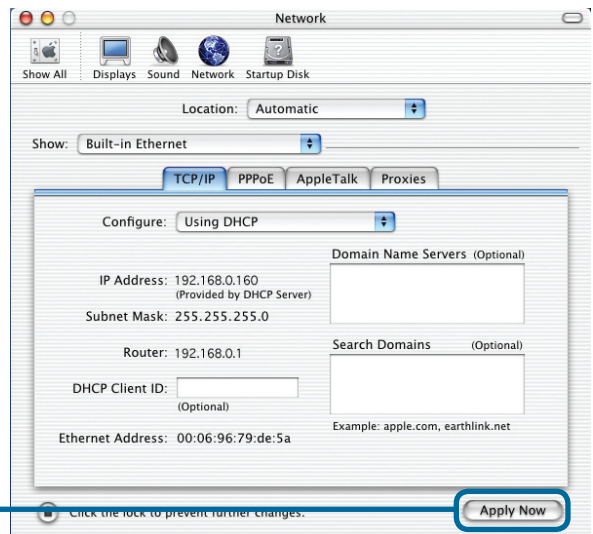 Network
Show All Displays Sound Network Startup Disk
Location: Automatic
Show: Built-in Ethernet
TCP/IP PPPoE AppleTalk Proxies
Configure: Using DHCP
Domain Name Servers (Optional)
IP Address: 192.168.0.160
(Provided by DHCP Server)
Subnet Mask: 255.255.255.0
Search Domains (Optional)
Router: 192.168.0.1
DHCP Client ID:
(Optional)
Example: apple.com, earthlink.net
Ethernet Address: 00:06:96:79:de:5a
Click the lock to prevent further changes.
Apply Now